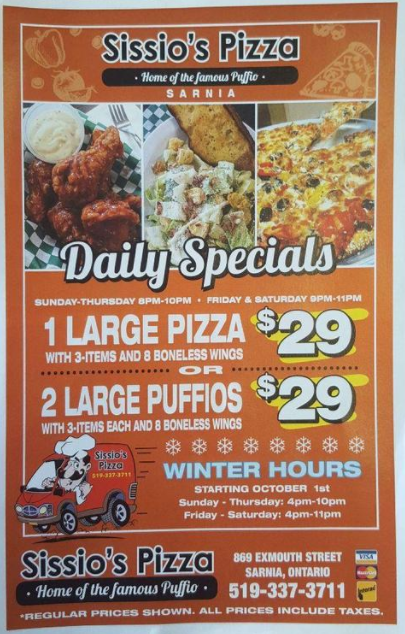 Sissio's Pizza
• Home of the famous Puffio •
SARNIA
Daily Specials
SUNDAY-THURSDAY 8PM-10PM • FRIDAY & SATURDAY 9PM-11PM
1 LARGE PIZZA $29
WITH 3-ITEMS AND 8 BONELESS WINGS
OR
2 LARGE PUFFIOS $29
WITH 3-ITEMS EACH AND 8 BONELESS WINGS
Sissio's
Pizza
519-337-3711
WINTER HOURS
STARTING OCTOBER 1st
Sunday - Thursday: 4pm-10pm
Friday - Saturday: 4pm-11pm
Sissio's Pizza
• Home of the famous Puffio •
869 EXMOUTH STREET
SARNIA, ONTARIO
519-337-3711
VISA
MasterCard
Interac
*REGULAR PRICES SHOWN. ALL PRICES INCLUDE TAXES.